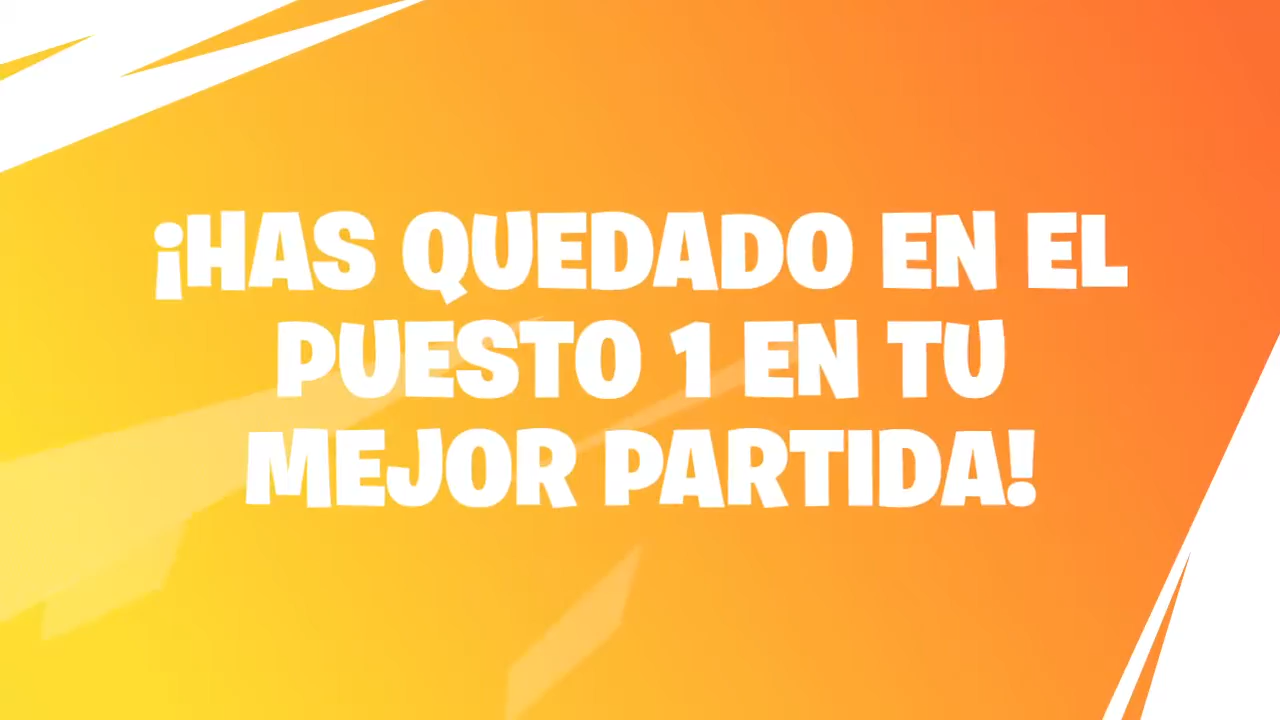 ¡HAS QUEDADO EN EL
PUESTO 1 EN TU
MEJOR PARTIDA!